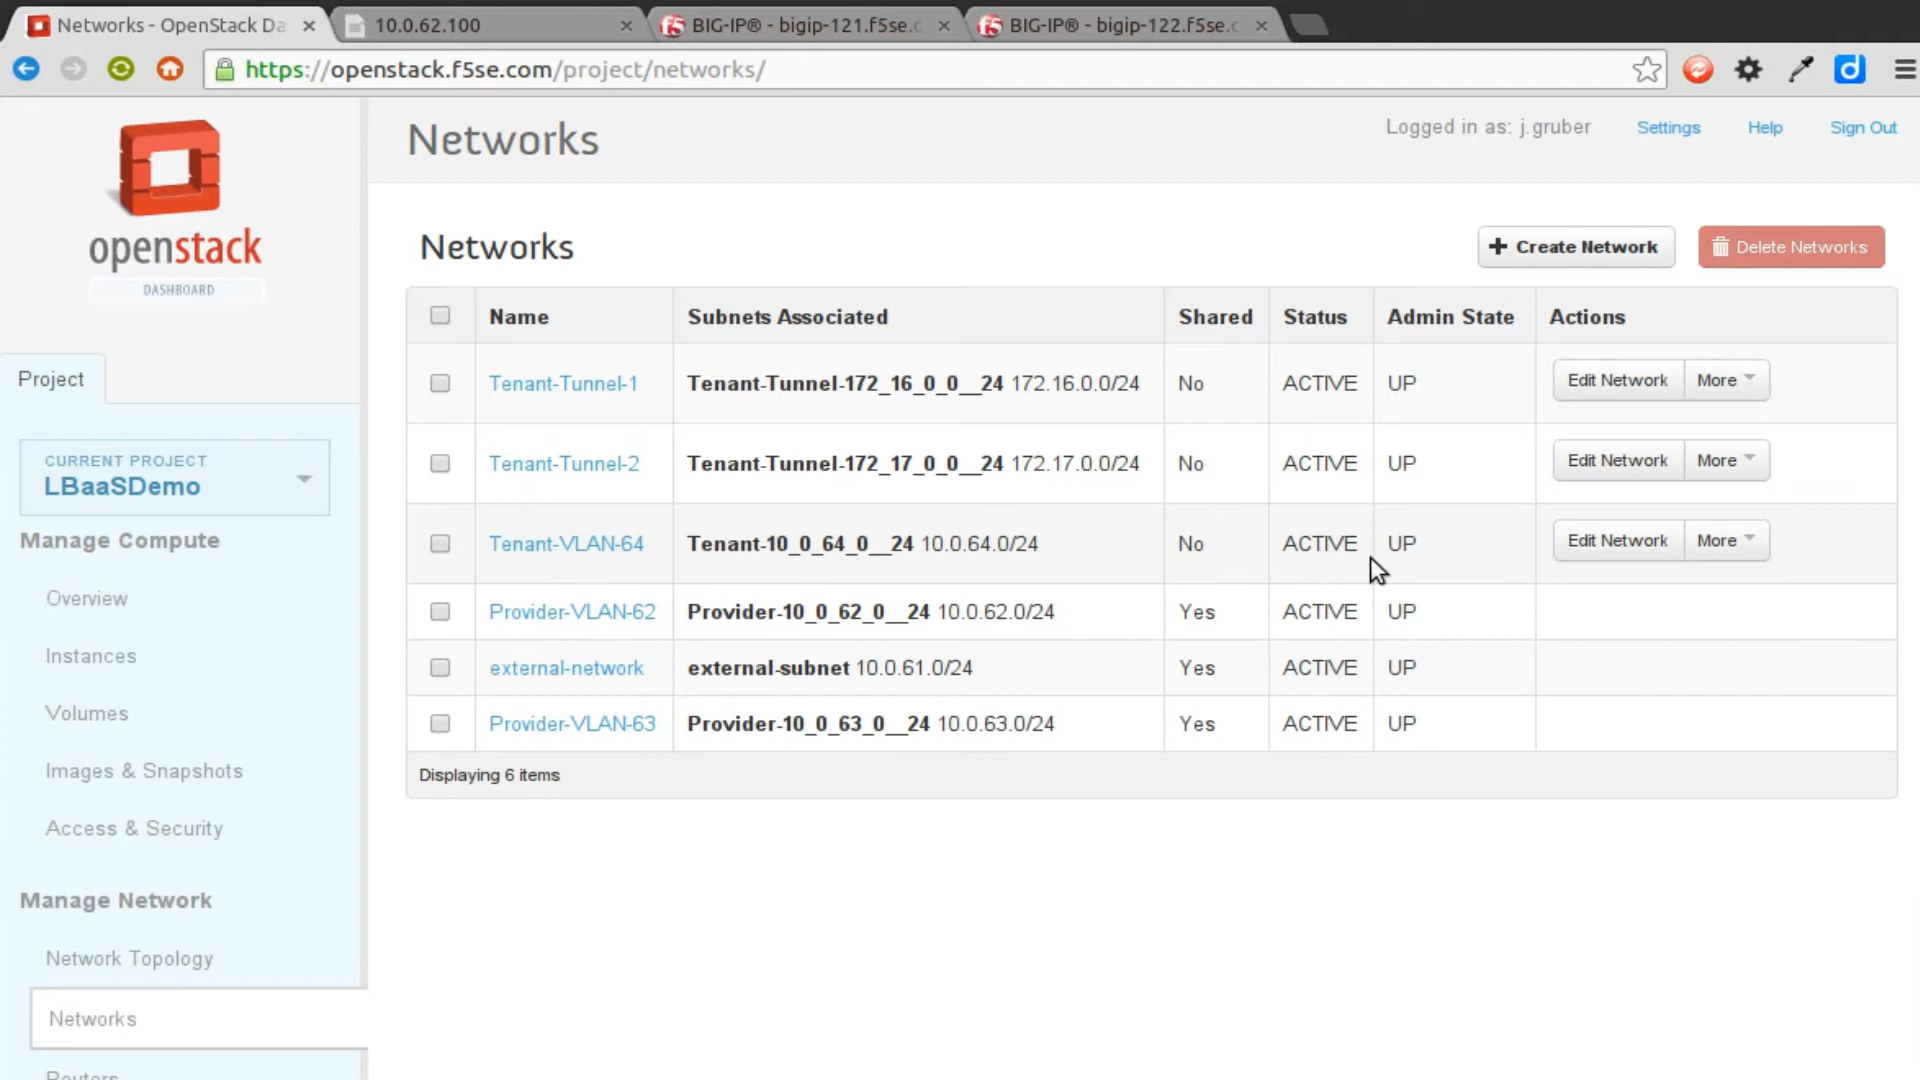 Networks - OpenStack Da
10.0.62.100
BIG-IP® - bigip-121.f5se.c
BIG-IP® - bigip-122.f5se.c
https://openstack.f5se.com/project/networks/
openstack
DASHBOARD
Networks
Logged in as: j.gruber
Settings
Help
Sign Out
Networks
Create Network
Delete Networks
Name Subnets Associated Shared Status Admin State Actions
Tenant-Tunnel-1 Tenant-Tunnel-172_16_0_0__24 172.16.0.0/24 No ACTIVE UP Edit Network More
Tenant-Tunnel-2 Tenant-Tunnel-172_17_0_0__24 172.17.0.0/24 No ACTIVE UP Edit Network More
Tenant-VLAN-64 Tenant-10_0_64_0__24 10.0.64.0/24 No ACTIVE UP Edit Network More
Provider-VLAN-62 Provider-10_0_62_0__24 10.0.62.0/24 Yes ACTIVE UP
external-network external-subnet 10.0.61.0/24 Yes ACTIVE UP
Provider-VLAN-63 Provider-10_0_63_0__24 10.0.63.0/24 Yes ACTIVE UP
Displaying 6 items
Project
CURRENT PROJECT
LBaaSDemo
Manage Compute
Overview
Instances
Volumes
Images & Snapshots
Access & Security
Manage Network
Network Topology
Networks
Routers